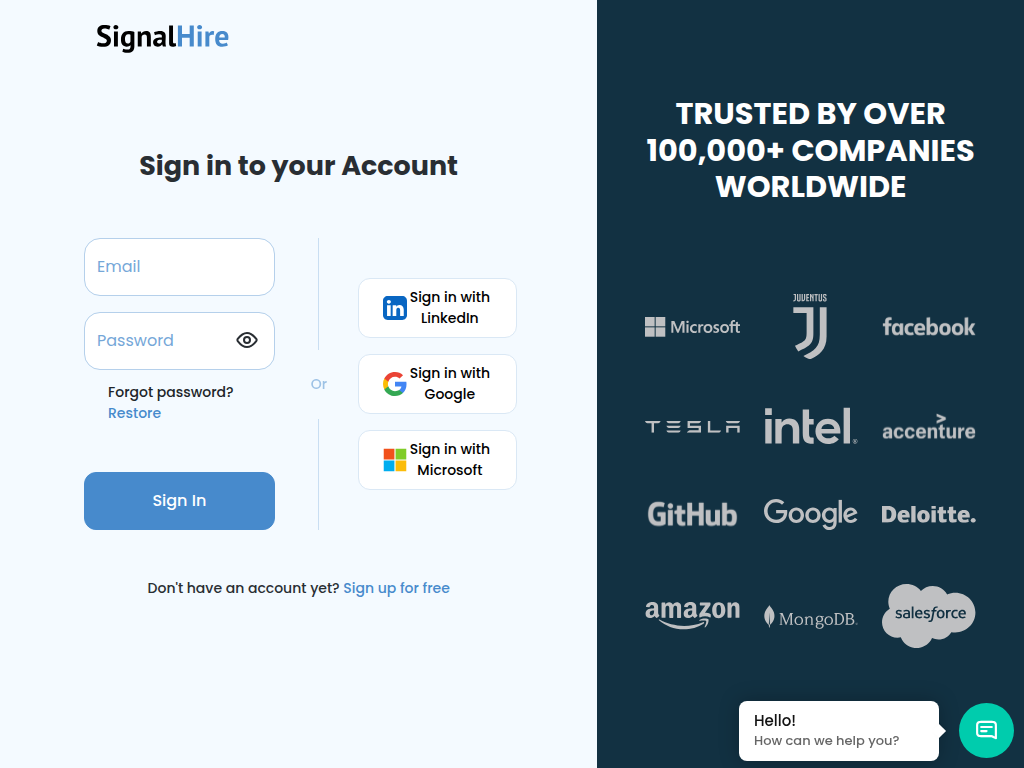 SignalHire
Sign in to your Account
Email
Password
Forgot password?
Restore
Sign In
Or
Sign in with
LinkedIn
Sign in with
Google
Sign in with
Microsoft
Don't have an account yet? Sign up for free
TRUSTED BY OVER
100,000+ COMPANIES
WORLDWIDE
Microsoft
JUVENTUS
facebook
TESLA
intel®
accenture
GitHub
Google
Deloitte.
amazon
MongoDB.
salesforce
Hello!
How can we help you?